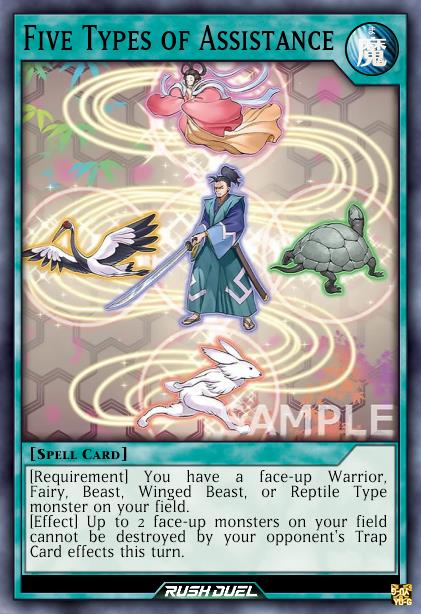 Five Types of Assistance
ま
魔
SAMPLE
[Spell Card]
[Requirement] You have a face-up Warrior,
Fairy, Beast, Winged Beast, or Reptile Type
monster on your field.
[Effect] Up to 2 face-up monsters on your field
cannot be destroyed by your opponent's Trap
Card effects this turn.
RUSH DUEL